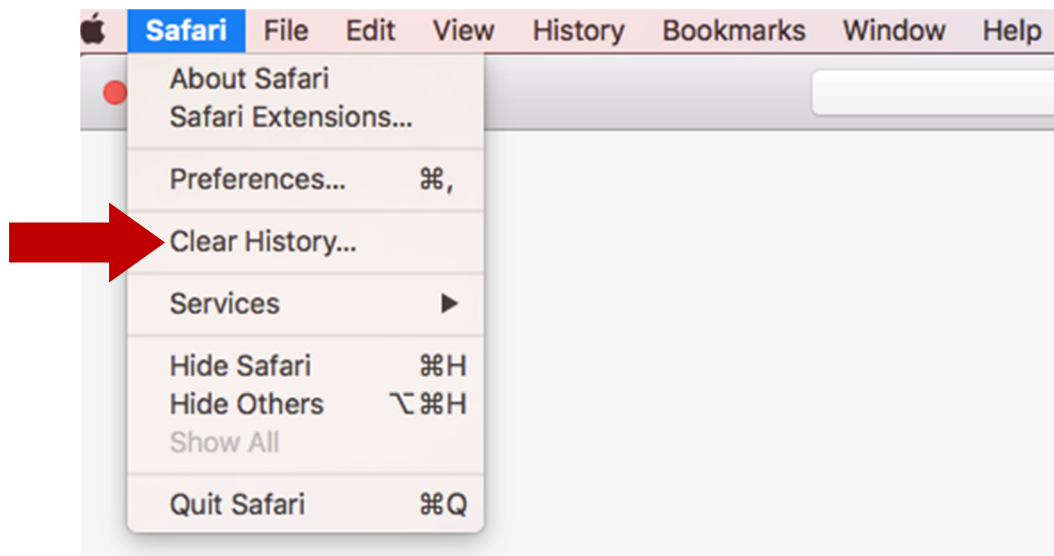 Safari File Edit View History Bookmarks Window Help
About Safari
Safari Extensions...
Preferences... ⌘,
Clear History...
Services ▶
Hide Safari ⌘H
Hide Others ⌥⌘H
Show All
Quit Safari ⌘Q